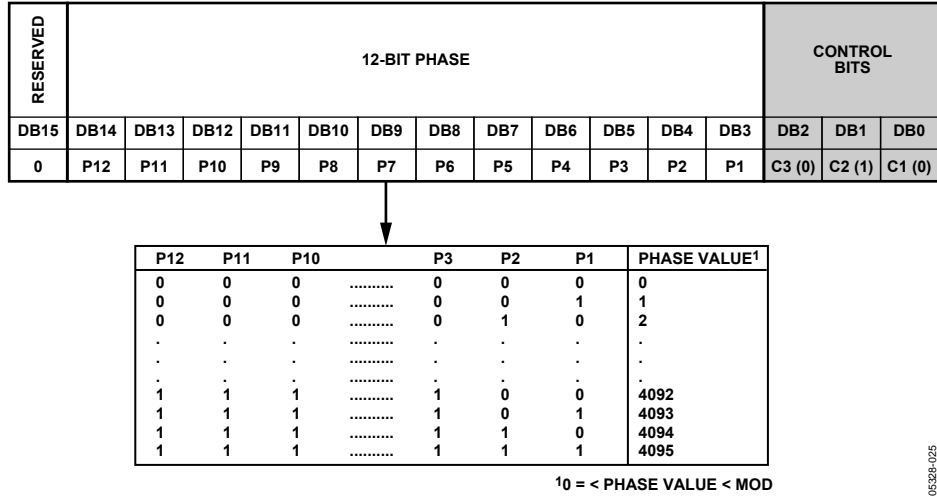 RESERVED
12-BIT PHASE
CONTROL
BITS
DB15 DB14 DB13 DB12 DB11 DB10 DB9 DB8 DB7 DB6 DB5 DB4 DB3 DB2 DB1 DB0
0 P12 P11 P10 P9 P8 P7 P6 P5 P4 P3 P2 P1 C3 (0) C2 (1) C1 (0)
P12 P11 P10 P3 P2 P1 PHASE VALUE1
0 0 0 .......... 0 0 0 0
0 0 0 .......... 0 0 1 1
0 0 0 .......... 0 1 0 2
. . . .......... . . . .
. . . .......... . . . .
. . . .......... . . . .
1 1 1 .......... 1 0 0 4092
1 1 1 .......... 1 0 1 4093
1 1 1 .......... 1 1 0 4094
1 1 1 .......... 1 1 1 4095
10 = < PHASE VALUE < MOD
05328-025